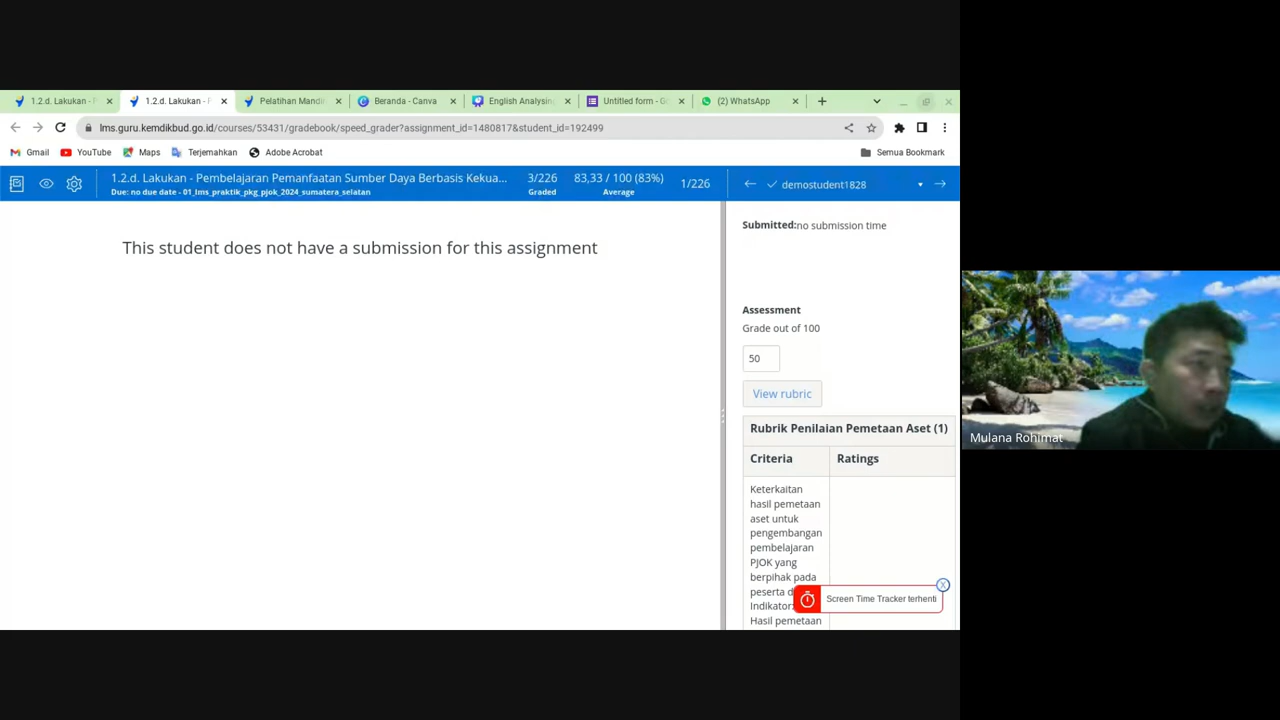 1.2.d. Lakukan - P
1.2.d. Lakukan - P
Pelatihan Mandi
Beranda - Canva
English Analysing
Untitled form - Go
(2) WhatsApp
lms.guru.kemdikbud.go.id/courses/53431/gradebook/speed_grader?assignment_id=1480817&student_id=192499
Gmail
YouTube
Maps
Terjemahkan
Adobe Acrobat
Semua Bookmark
1.2.d. Lakukan - Pembelajaran Pemanfaatan Sumber Daya Berbasis Kekua...
Due: no due date - 01_lms_praktik_pkg_pjok_2024_sumatera_selatan
3/226
Graded
83,33 / 100 (83%)
Average
1/226
demostudent1828
This student does not have a submission for this assignment
Submitted:no submission time
Assessment
Grade out of 100
50
View rubric
Rubrik Penilaian Pemetaan Aset (1)
Criteria
Ratings
Keterkaitan
hasil pemetaan
aset untuk
pengembangan
pembelajaran
PJOK yang
berpihak pada
peserta d
Indikator:
Hasil pemetaan
Screen Time Tracker terhenti
X
Mulana Rohimat